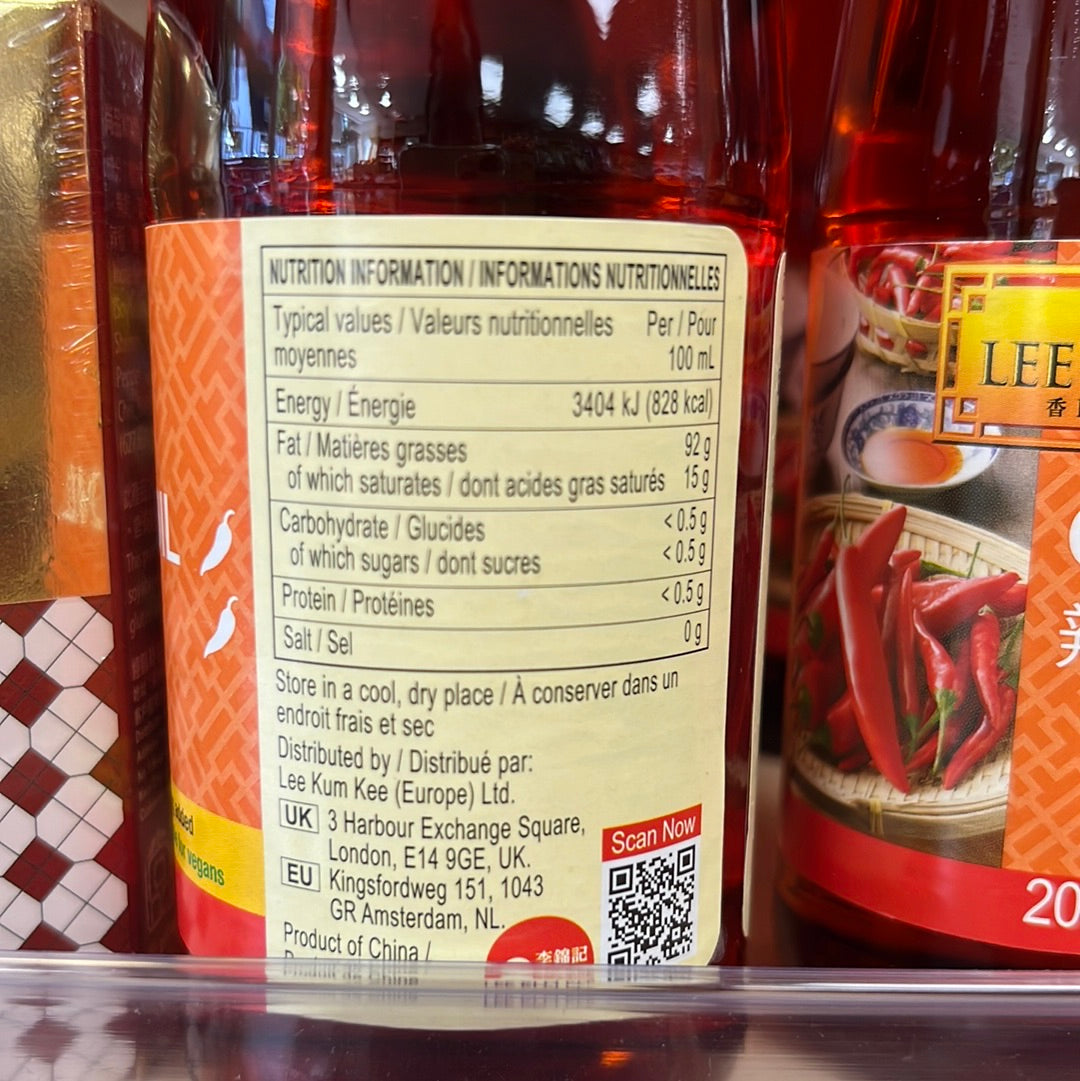 NUTRITION INFORMATION / INFORMATIONS NUTRITIONNELLES
Typical values / Valeurs nutritionnelles moyennes Per / Pour 100 mL
Energy / Énergie 3404 kJ (828 kcal)
Fat / Matières grasses 92 g
of which saturates / dont acides gras saturés 15 g
Carbohydrate / Glucides <0.5 g
of which sugars / dont sucres <0.5 g
Protein / Protéines <0.5 g
Salt / Sel 0 g
Store in a cool, dry place / À conserver dans un
endroit frais et sec
Distributed by / Distribué par:
Lee Kum Kee (Europe) Ltd.
UK 3 Harbour Exchange Square,
London, E14 9GE, UK.
EU Kingsfordweg 151, 1043
GR Amsterdam, NL.
Product of China /
Scan Now
李錦記
L
vegans
LEE
香
20